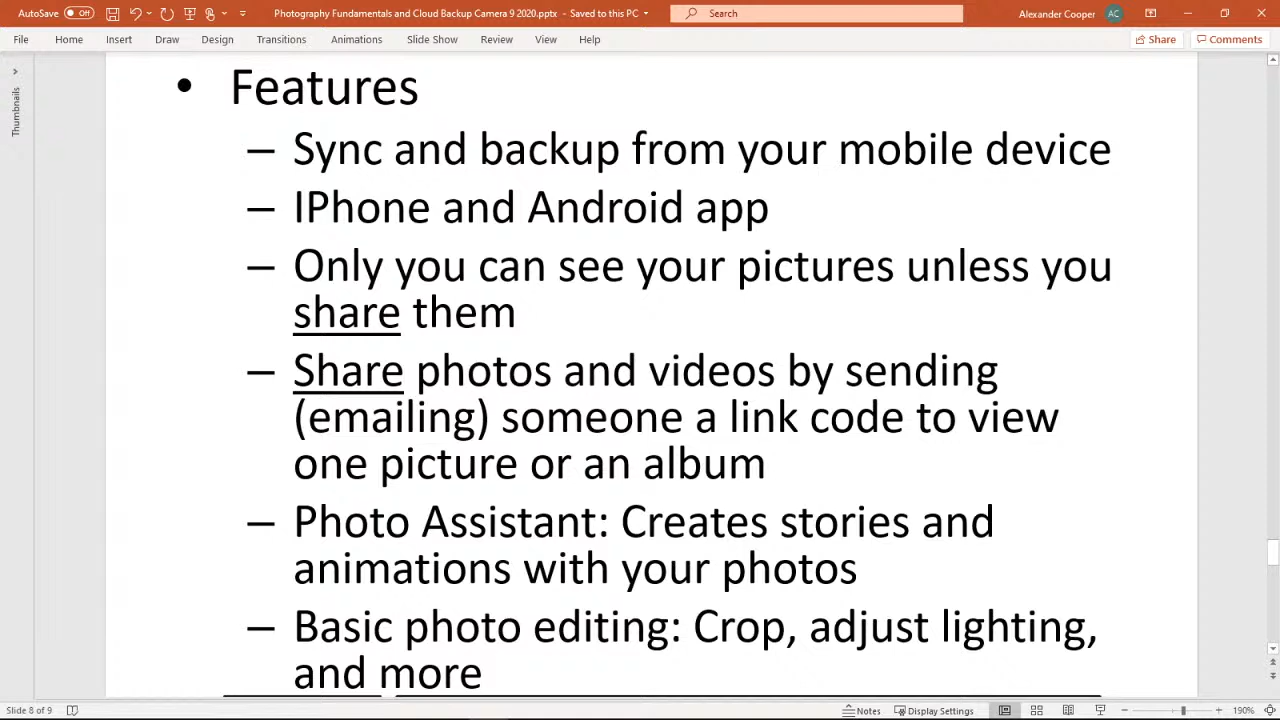 AutoSave Off Photography Fundamentals and Cloud Backup Camera 9 2020.pptx - Saved to this PC Search Alexander Cooper AC
File Home Insert Draw Design Transitions Animations Slide Show Review View Help Share Comments
Thumbnails
• Features
– Sync and backup from your mobile device
– IPhone and Android app
– Only you can see your pictures unless you
share them
– Share photos and videos by sending
(emailing) someone a link code to view
one picture or an album
– Photo Assistant: Creates stories and
animations with your photos
– Basic photo editing: Crop, adjust lighting,
and more
Slide 8 of 9 Notes Display Settings 190%